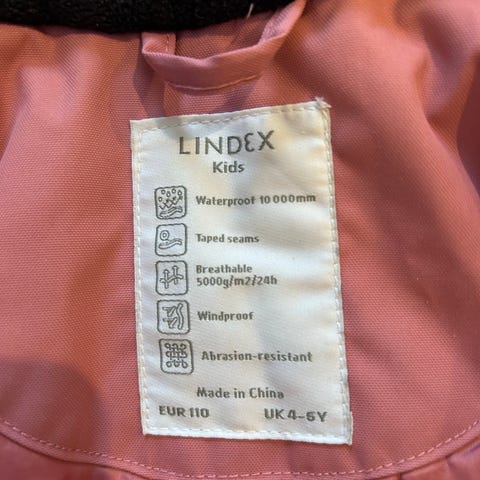 LINDEX
Kids
Waterproof 10 000mm
Taped seams
Breathable
5000g/m2/24h
Windproof
Abrasion-resistant
Made in China
EUR 110 UK 4-5Y